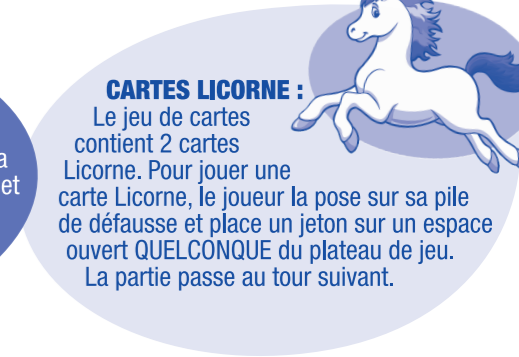 CARTES LICORNE :
Le jeu de cartes
contient 2 cartes
Licorne. Pour jouer une
carte Licorne, le joueur la pose sur sa pile
de défausse et place un jeton sur un espace
ouvert QUELCONQUE du plateau de jeu.
La partie passe au tour suivant.
a
et